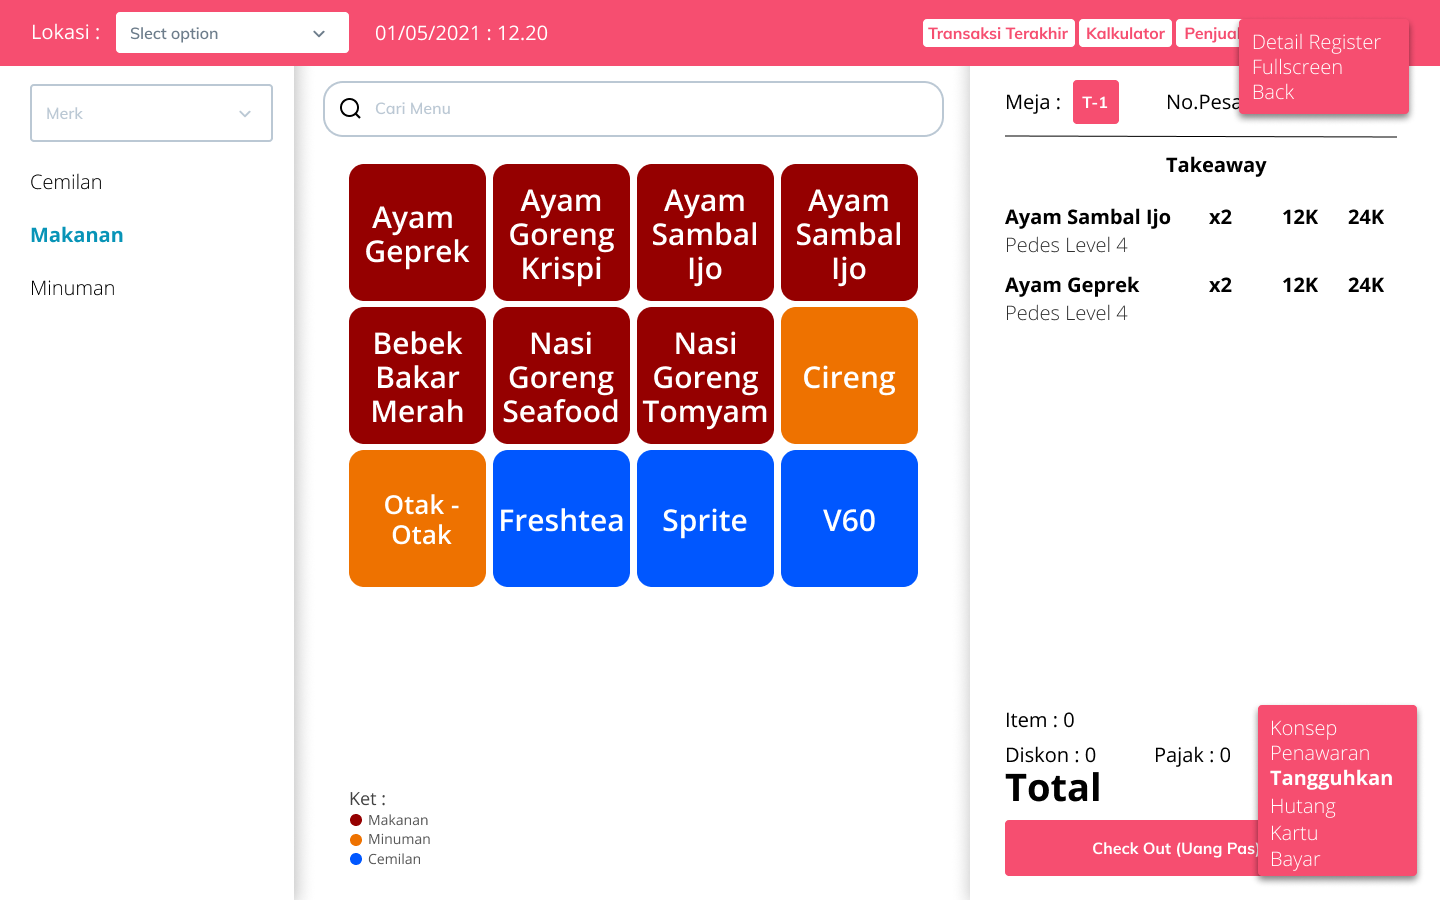 Lokasi :
Slect option
01/05/2021 : 12.20
Transaksi Terakhir
Kalkulator
Detail Register
Fullscreen
Back
Merk
Cemilan
Makanan
Minuman
Cari Menu
Ayam
Geprek
Ayam
Goreng
Krispi
Ayam
Sambal
Ijo
Ayam
Sambal
Ijo
Bebek
Bakar
Merah
Nasi
Goreng
Seafood
Nasi
Goreng
Tomyam
Cireng
Otak -
Otak
Freshtea
Sprite
V60
Ket :
Makanan
Minuman
Cemilan
Meja :
T-1
Takeaway
Ayam Sambal Ijo x2 12K 24K
Pedes Level 4
Ayam Geprek x2 12K 24K
Pedes Level 4
Item : 0
Diskon : 0 Pajak : 0
Total
Check Out (Uang Pas)
Konsep
Penawaran
Tangguhkan
Hutang
Kartu
Bayar